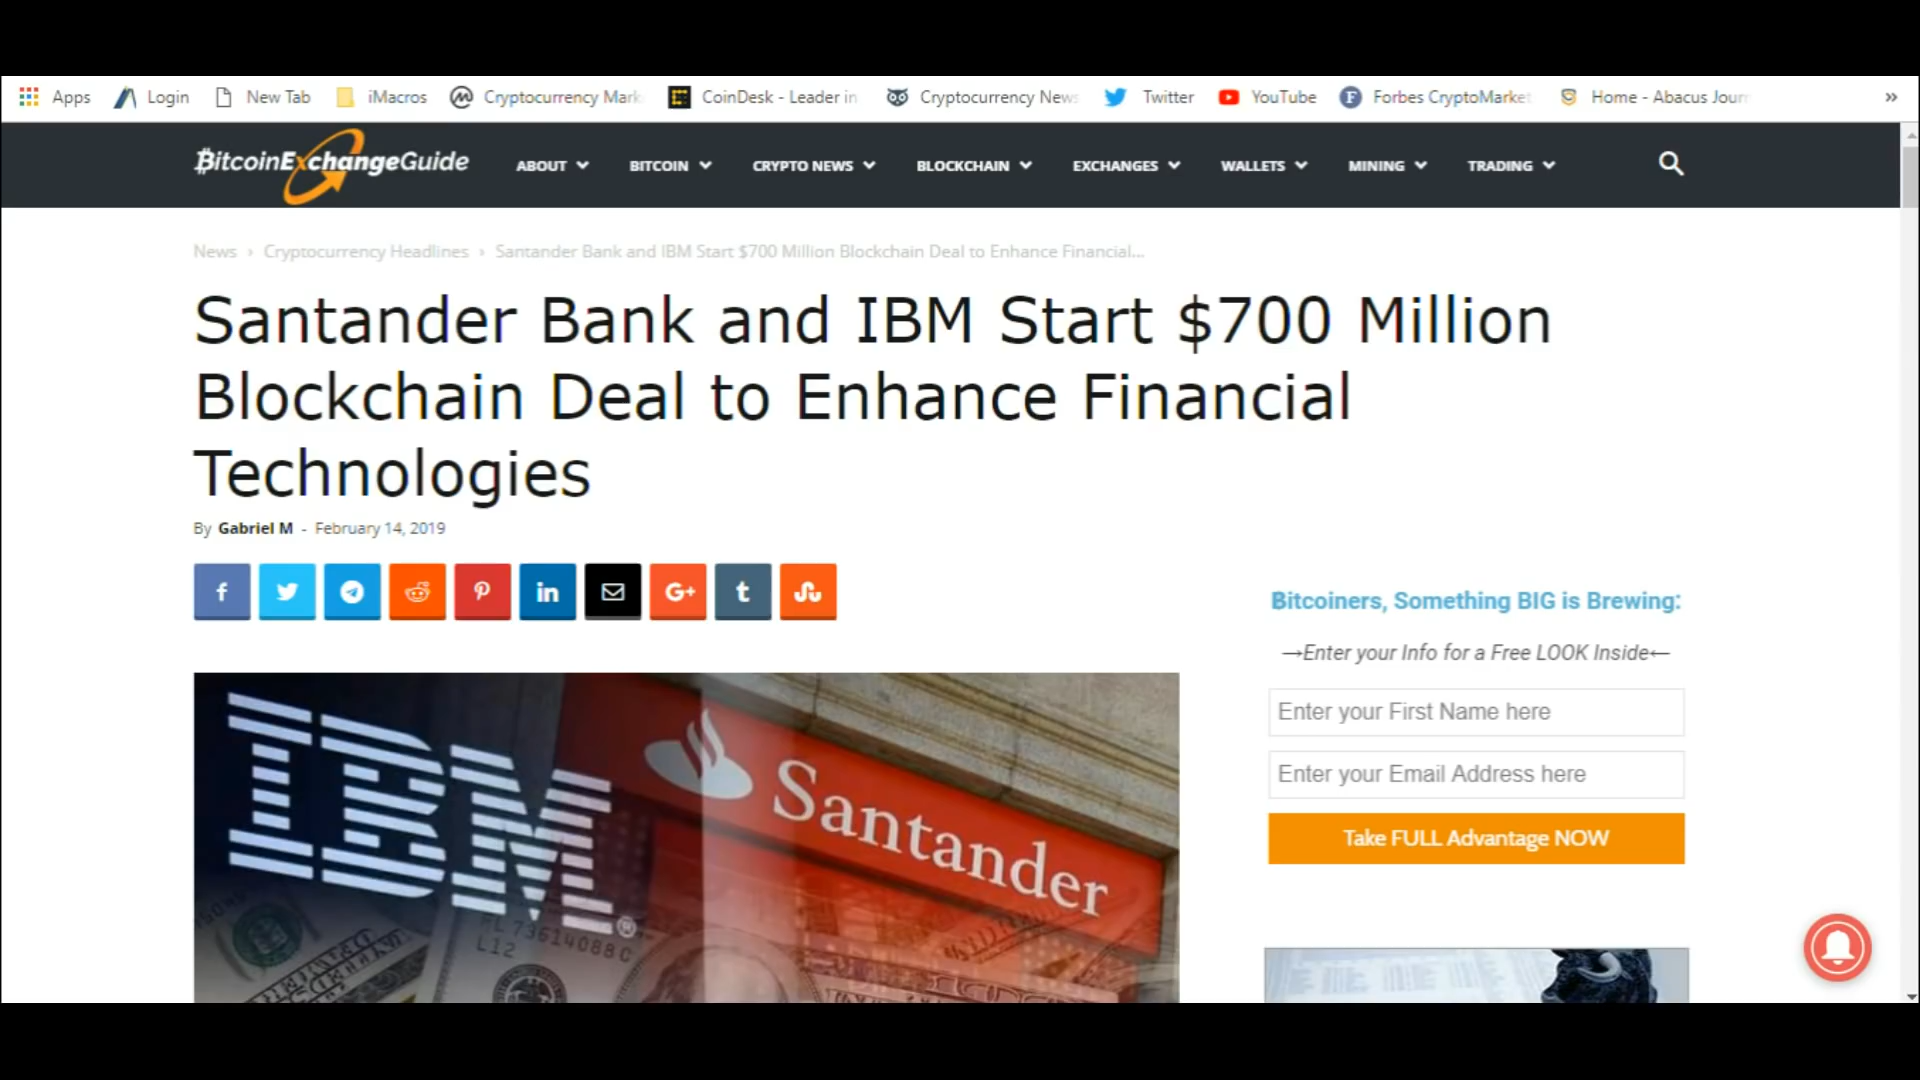 Apps Login New Tab iMacros Cryptocurrency Mark CoinDesk - Leader in Cryptocurrency News Twitter YouTube Forbes CryptoMarket Home - Abacus Jour »
BitcoinExchangeGuide ABOUT BITCOIN CRYPTO NEWS BLOCKCHAIN EXCHANGES WALLETS MINING TRADING
News › Cryptocurrency Headlines › Santander Bank and IBM Start $700 Million Blockchain Deal to Enhance Financial...
Santander Bank and IBM Start $700 Million
Blockchain Deal to Enhance Financial
Technologies
By Gabriel M - February 14, 2019
f in G+ t
Bitcoiners, Something BIG is Brewing:
→Enter your Info for a Free LOOK Inside←
Enter your First Name here
Enter your Email Address here
Take FULL Advantage NOW
IBM®
Santander
L12